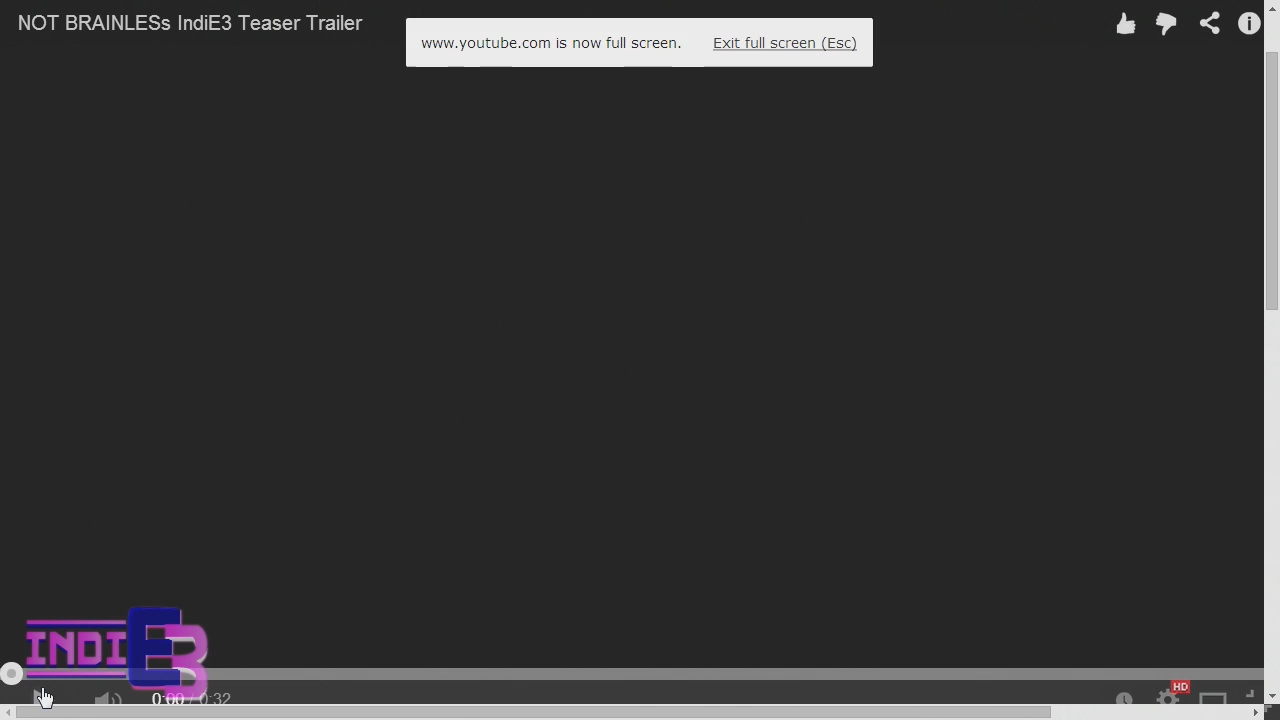 NOT BRAINLESs IndiE3 Teaser Trailer
www.youtube.com is now full screen. Exit full screen (Esc)
INDIE3
HD
0:00 / 0:32